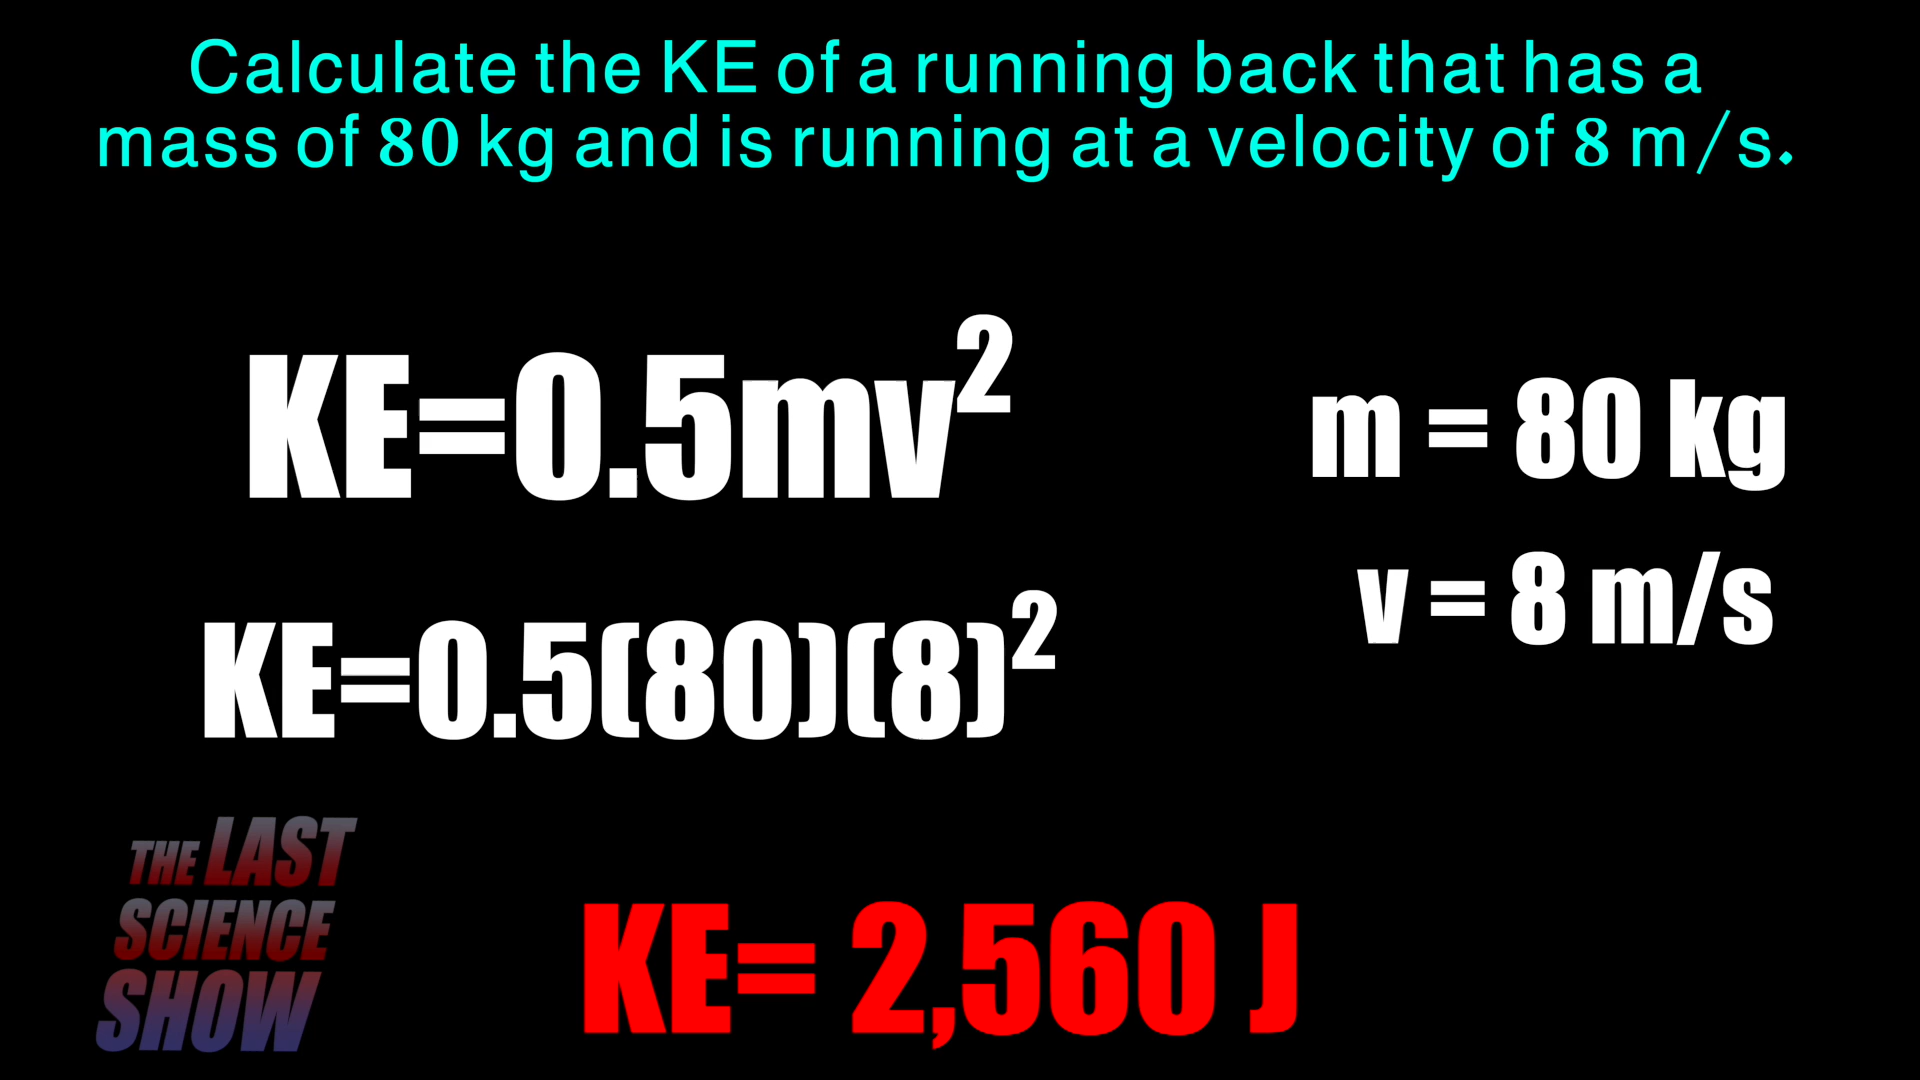 Calculate the KE of a running back that has a
mass of 80 kg and is running at a velocity of 8 m/s.
KE=0.5mv²
m = 80 kg
v = 8 m/s
KE=0.5(80)(8)²
THE LAST
SCIENCE
SHOW
KE= 2,560 J